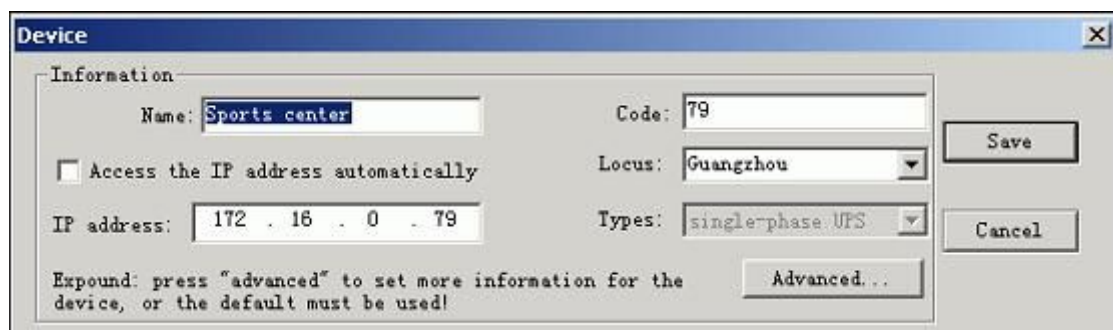 Device
Information
Name: Sports center
Code: 79
Save
Access the IP address automatically
Locus: Guangzhou
IP address: 172 . 16 . 0 . 79
Types: single-phase UPS
Cancel
Expound: press "advanced" to set more information for the
device, or the default must be used!
Advanced...